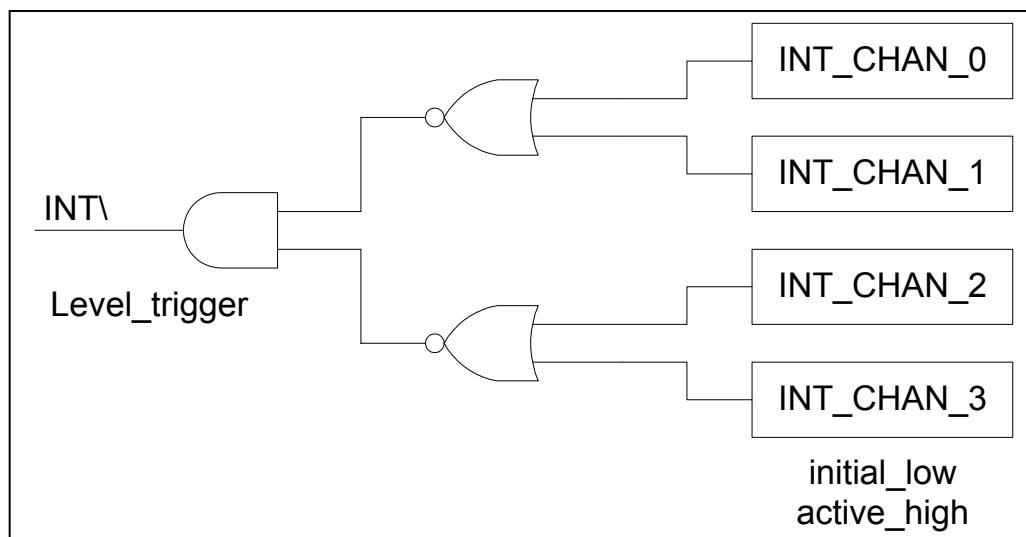 INT_CHAN_0
INT_CHAN_1
INT\
Level_trigger
INT_CHAN_2
INT_CHAN_3
initial_low
active_high